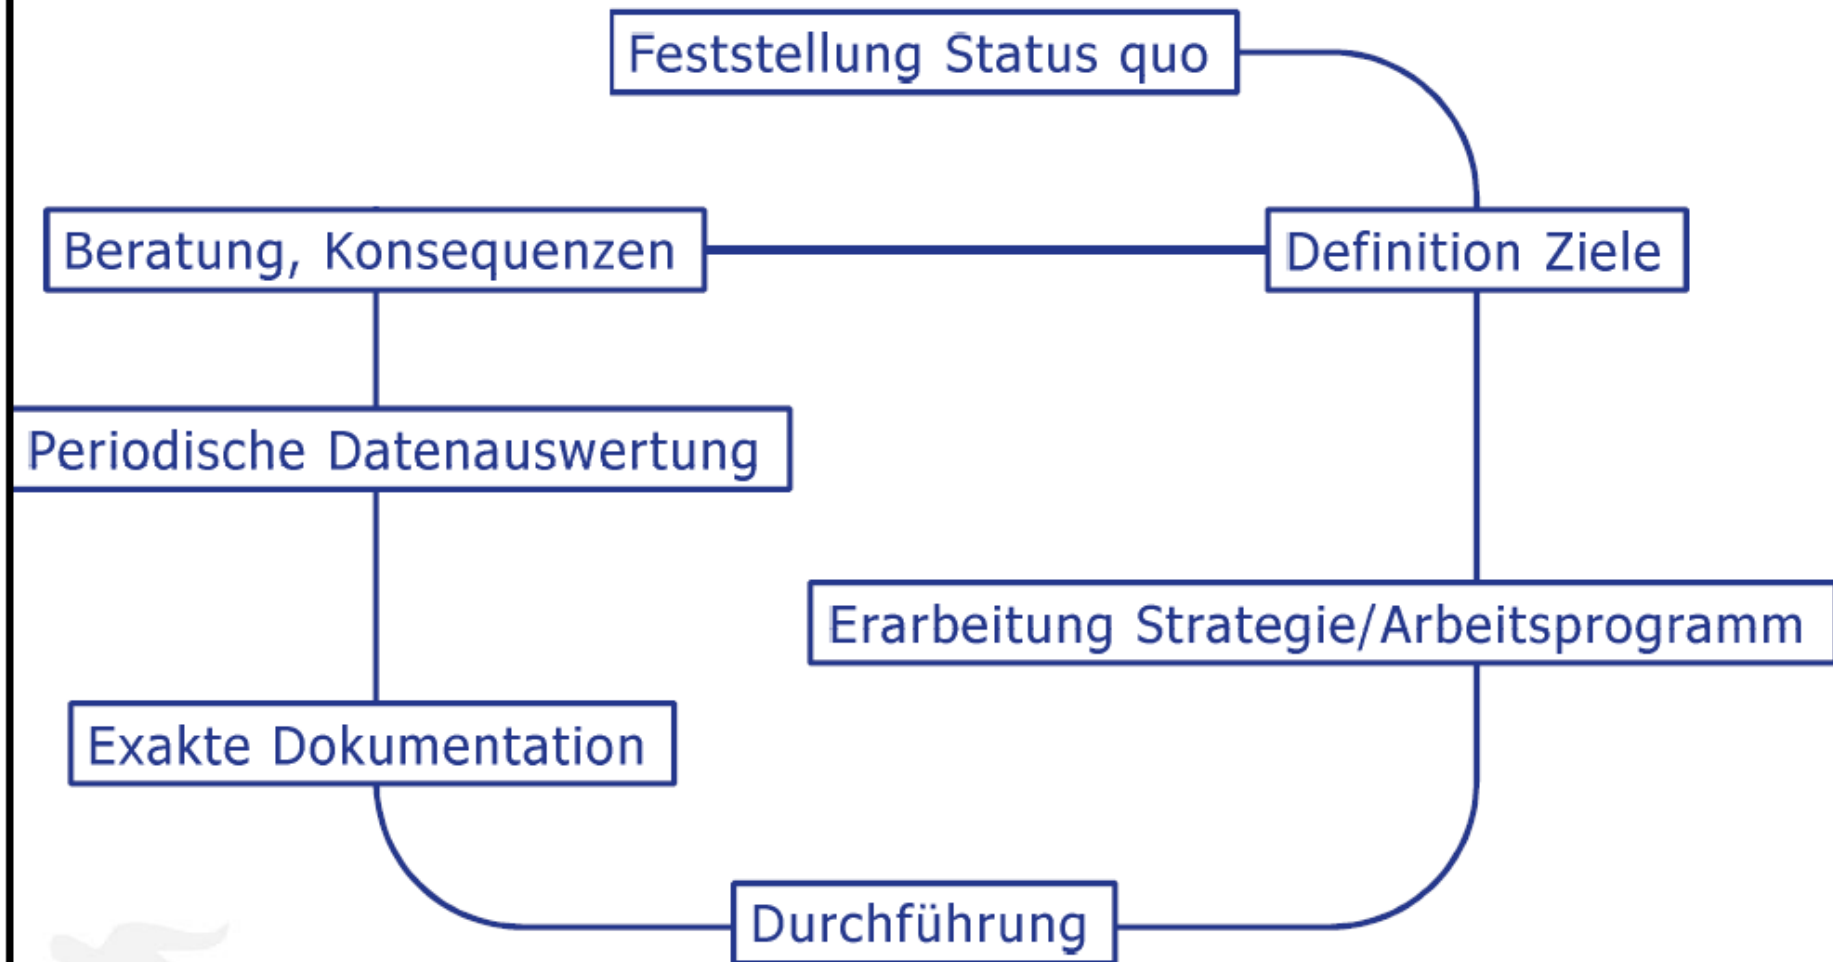 Feststellung Status quo
Beratung, Konsequenzen
Definition Ziele
Periodische Datenauswertung
Erarbeitung Strategie/Arbeitsprogramm
Exakte Dokumentation
Durchführung